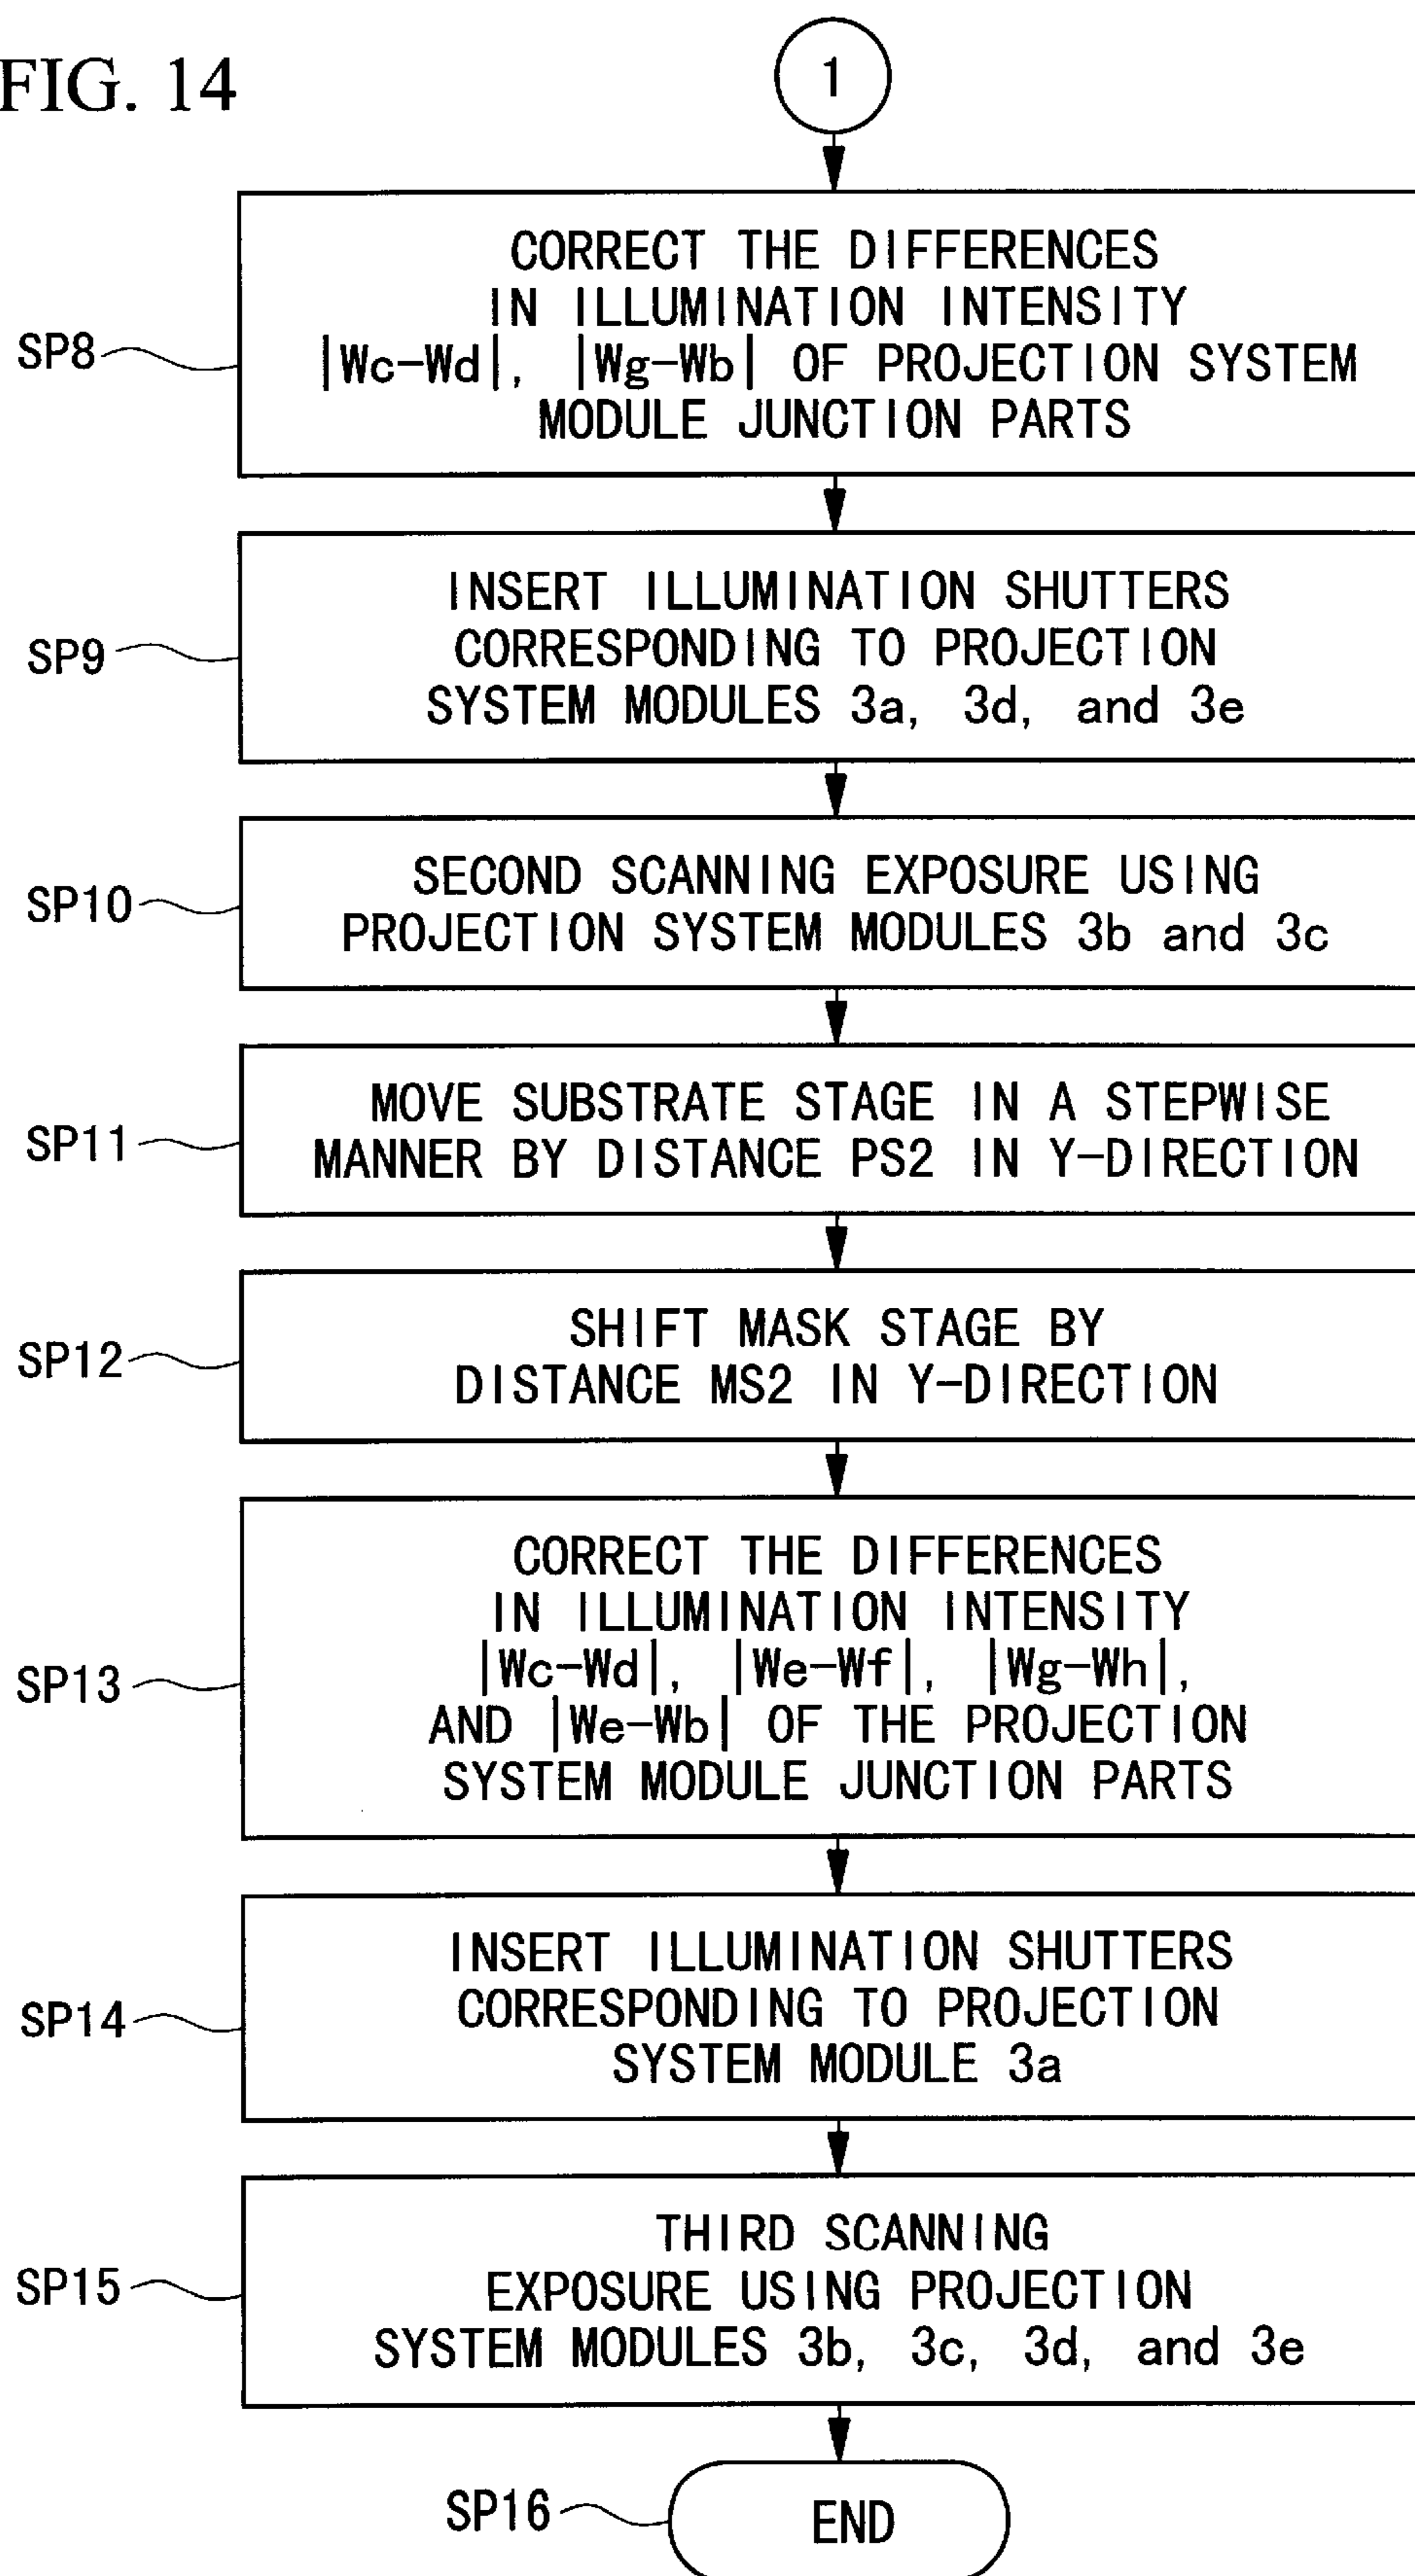 FIG. 14
1
SP8
CORRECT THE DIFFERENCES
IN ILLUMINATION INTENSITY
|Wc-Wd|, |Wg-Wb| OF PROJECTION SYSTEM
MODULE JUNCTION PARTS
SP9
INSERT ILLUMINATION SHUTTERS
CORRESPONDING TO PROJECTION
SYSTEM MODULES 3a, 3d, and 3e
SP10
SECOND SCANNING EXPOSURE USING
PROJECTION SYSTEM MODULES 3b and 3c
SP11
MOVE SUBSTRATE STAGE IN A STEPWISE
MANNER BY DISTANCE PS2 IN Y-DIRECTION
SP12
SHIFT MASK STAGE BY
DISTANCE MS2 IN Y-DIRECTION
SP13
CORRECT THE DIFFERENCES
IN ILLUMINATION INTENSITY
|Wc-Wd|, |We-Wf|, |Wg-Wh|,
AND |We-Wb| OF THE PROJECTION
SYSTEM MODULE JUNCTION PARTS
SP14
INSERT ILLUMINATION SHUTTERS
CORRESPONDING TO PROJECTION
SYSTEM MODULE 3a
SP15
THIRD SCANNING
EXPOSURE USING PROJECTION
SYSTEM MODULES 3b, 3c, 3d, and 3e
SP16
END